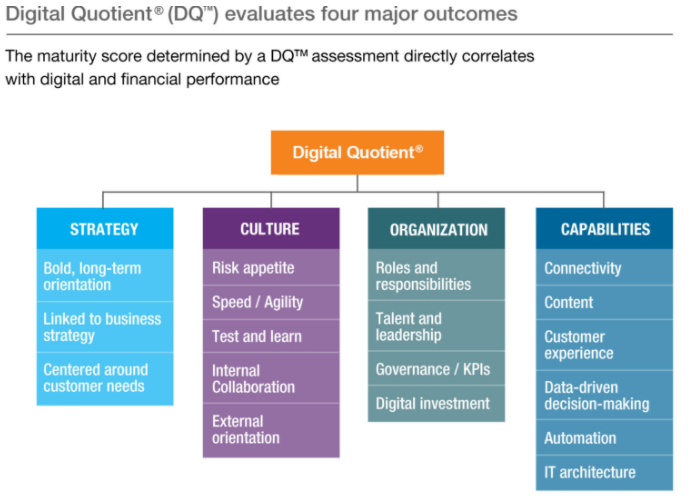 Digital Quotient® (DQ™) evaluates four major outcomes
The maturity score determined by a DQ™ assessment directly correlates
with digital and financial performance
Digital Quotient®
STRATEGY
Bold, long-term
orientation
Linked to business
strategy
Centered around
customer needs
CULTURE
Risk appetite
Speed / Agility
Test and learn
Internal
Collaboration
External
orientation
ORGANIZATION
Roles and
responsibilities
Talent and
leadership
Governance / KPIs
Digital investment
CAPABILITIES
Connectivity
Content
Customer
experience
Data-driven
decision-making
Automation
IT architecture